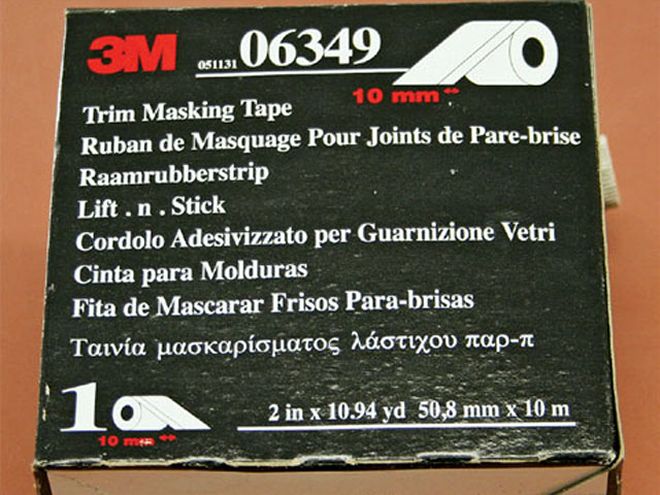 3M 051131 06349
10 mm
Trim Masking Tape
Ruban de Masquage Pour Joints de Pare-brise
Raamrubberstrip
Lift . n . Stick
Cordolo Adesivizzato per Guarnizione Vetri
Cinta para Molduras
Fita de Mascarar Frisos Para-brisas
Ταινία μασκαρίσματος λάστιχου παρ-π
1 2 in x 10.94 yd 50,8 mm x 10 m
10 mm